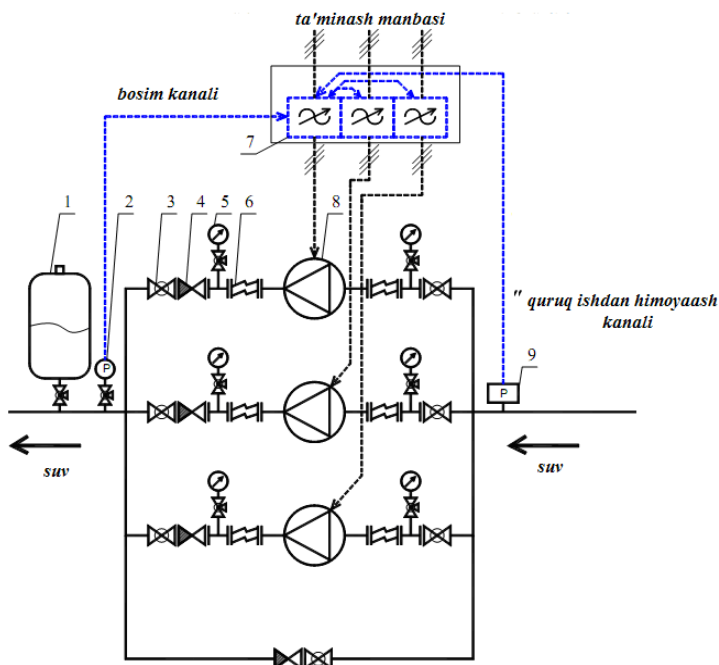 ta'minash manbasi
bosim kanali
7
1
2
3
4
5
6
8
" quruq ishdan himoyaash
kanali
9
P
P
suv
suv